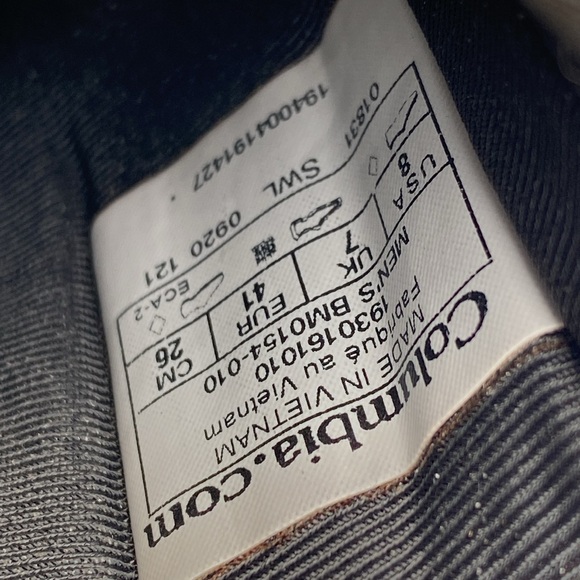 Columbia.com
MADE IN VIETNAM
Fabriqué au Vietnam
1930161010
MEN'S BM0154-010
USA UK EUR CM
8 7 41 26
ECA-2
01831 SWL 0920 121
194004191427